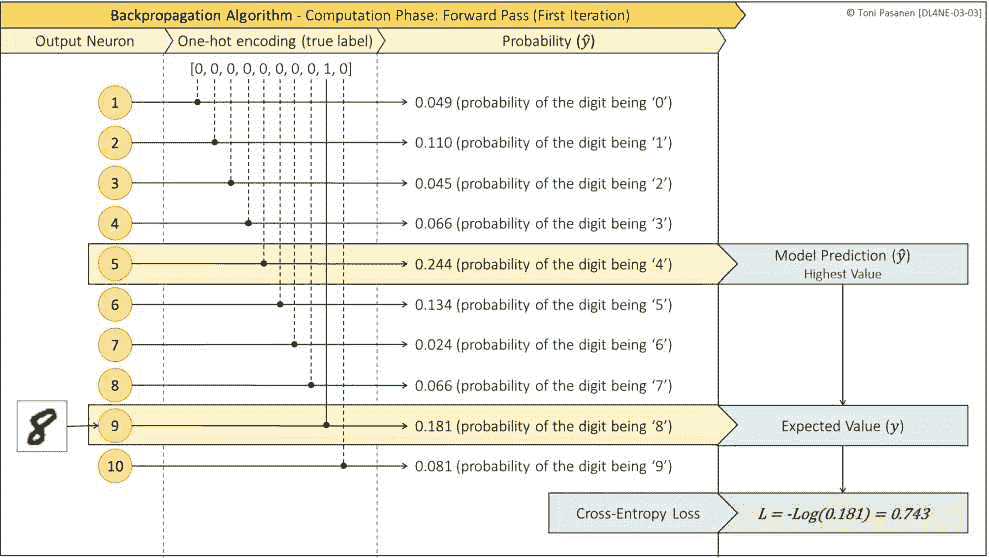 Backpropagation Algorithm - Computation Phase: Forward Pass (First Iteration)
© Toni Pasanen [DL4NE-03-03]
Output Neuron
One-hot encoding (true label)
Probability (ŷ)
[0, 0, 0, 0, 0, 0, 0, 0, 1, 0]
1 0.049 (probability of the digit being ‘0’)
2 0.110 (probability of the digit being ‘1’)
3 0.045 (probability of the digit being ‘2’)
4 0.066 (probability of the digit being ‘3’)
5 0.244 (probability of the digit being ‘4’)
Model Prediction (ŷ)
Highest Value
6 0.134 (probability of the digit being ‘5’)
7 0.024 (probability of the digit being ‘6’)
8 0.066 (probability of the digit being ‘7’)
8 9 0.181 (probability of the digit being ‘8’)
Expected Value (y)
10 0.081 (probability of the digit being ‘9’)
Cross-Entropy Loss
L = -Log(0.181) = 0.743